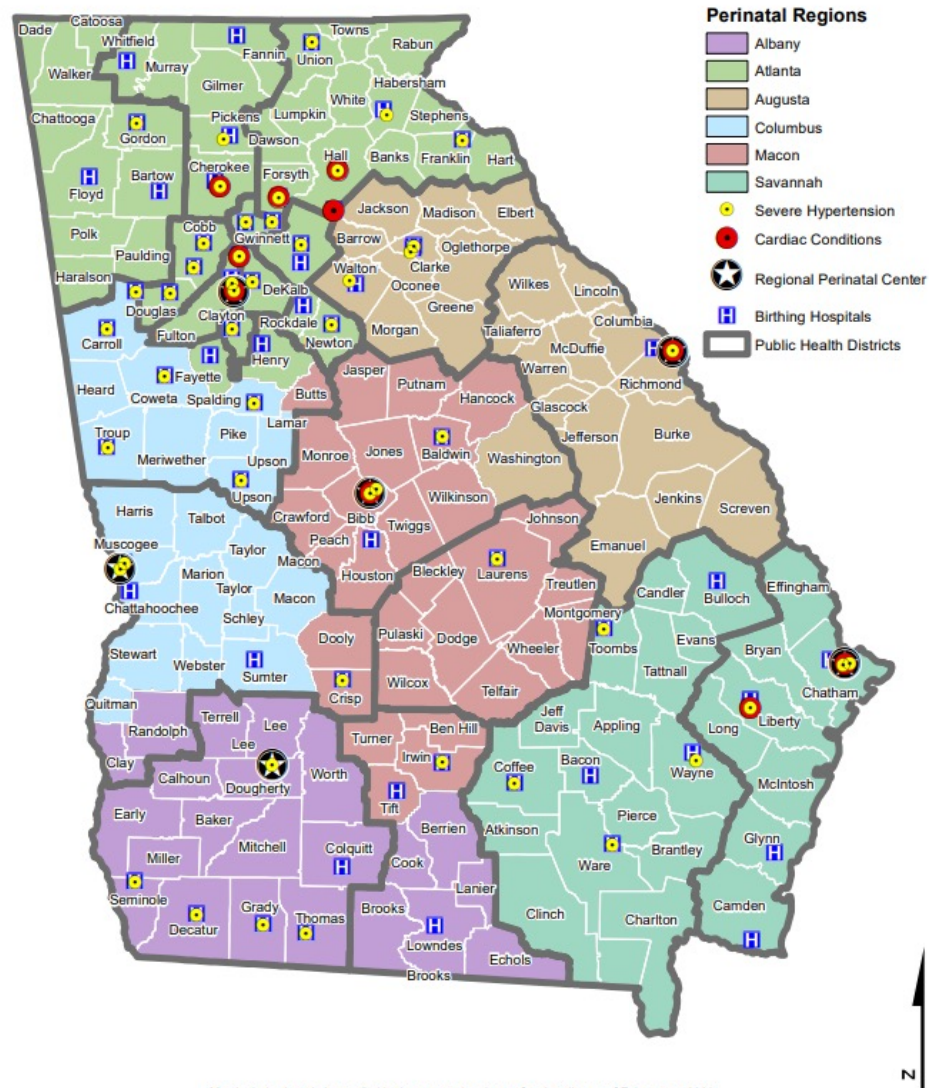 Perinatal Regions
Albany
Atlanta
Augusta
Columbus
Macon
Savannah
Severe Hypertension
Cardiac Conditions
Regional Perinatal Center
Birthing Hospitals
Public Health Districts
Dade
Catoosa
Whitfield
Fannin
Towns
Union
Rabun
Walker
Murray
Gilmer
Habersham
White
Lumpkin
Stephens
Chattooga
Gordon
Pickens
Dawson
Banks
Franklin
Hart
Hall
Floyd
Bartow
Cherokee
Forsyth
Jackson
Madison
Elbert
Polk
Cobb
Gwinnett
Barrow
Oglethorpe
Clarke
Paulding
Haralson
Walton
Oconee
DeKalb
Greene
Wilkes
Lincoln
Douglas
Clayton
Rockdale
Newton
Morgan
Taliaferro
Columbia
McDuffie
Fulton
Carroll
Henry
Warren
Richmond
Fayette
Jasper
Putnam
Hancock
Glascock
Heard
Coweta
Spalding
Butts
Lamar
Jefferson
Burke
Troup
Pike
Monroe
Jones
Baldwin
Washington
Meriwether
Upson
Upson
Wilkinson
Jenkins
Screven
Harris
Talbot
Crawford
Bibb
Twiggs
Johnson
Peach
Emanuel
Muscogee
Taylor
Macon
Houston
Bleckley
Laurens
Treutlen
Effingham
Marion
Taylor
Macon
Candler
Bulloch
Chattahoochee
Schley
Montgomery
Dooly
Pulaski
Dodge
Wheeler
Toombs
Evans
Bryan
Stewart
Webster
Sumter
Tattnall
Chatham
Crisp
Wilcox
Telfair
Quitman
Randolph
Terrell
Lee
Lee
Jeff
Davis
Appling
Long
Liberty
Turner
Ben Hill
Irwin
Clay
Calhoun
Dougherty
Worth
Coffee
Bacon
Wayne
McIntosh
Tift
Early
Baker
Pierce
Berrien
Atkinson
Brantley
Glynn
Miller
Mitchell
Colquitt
Cook
Ware
Seminole
Lanier
Camden
Decatur
Grady
Thomas
Brooks
Lowndes
Clinch
Charlton
Echols
Brooks
N